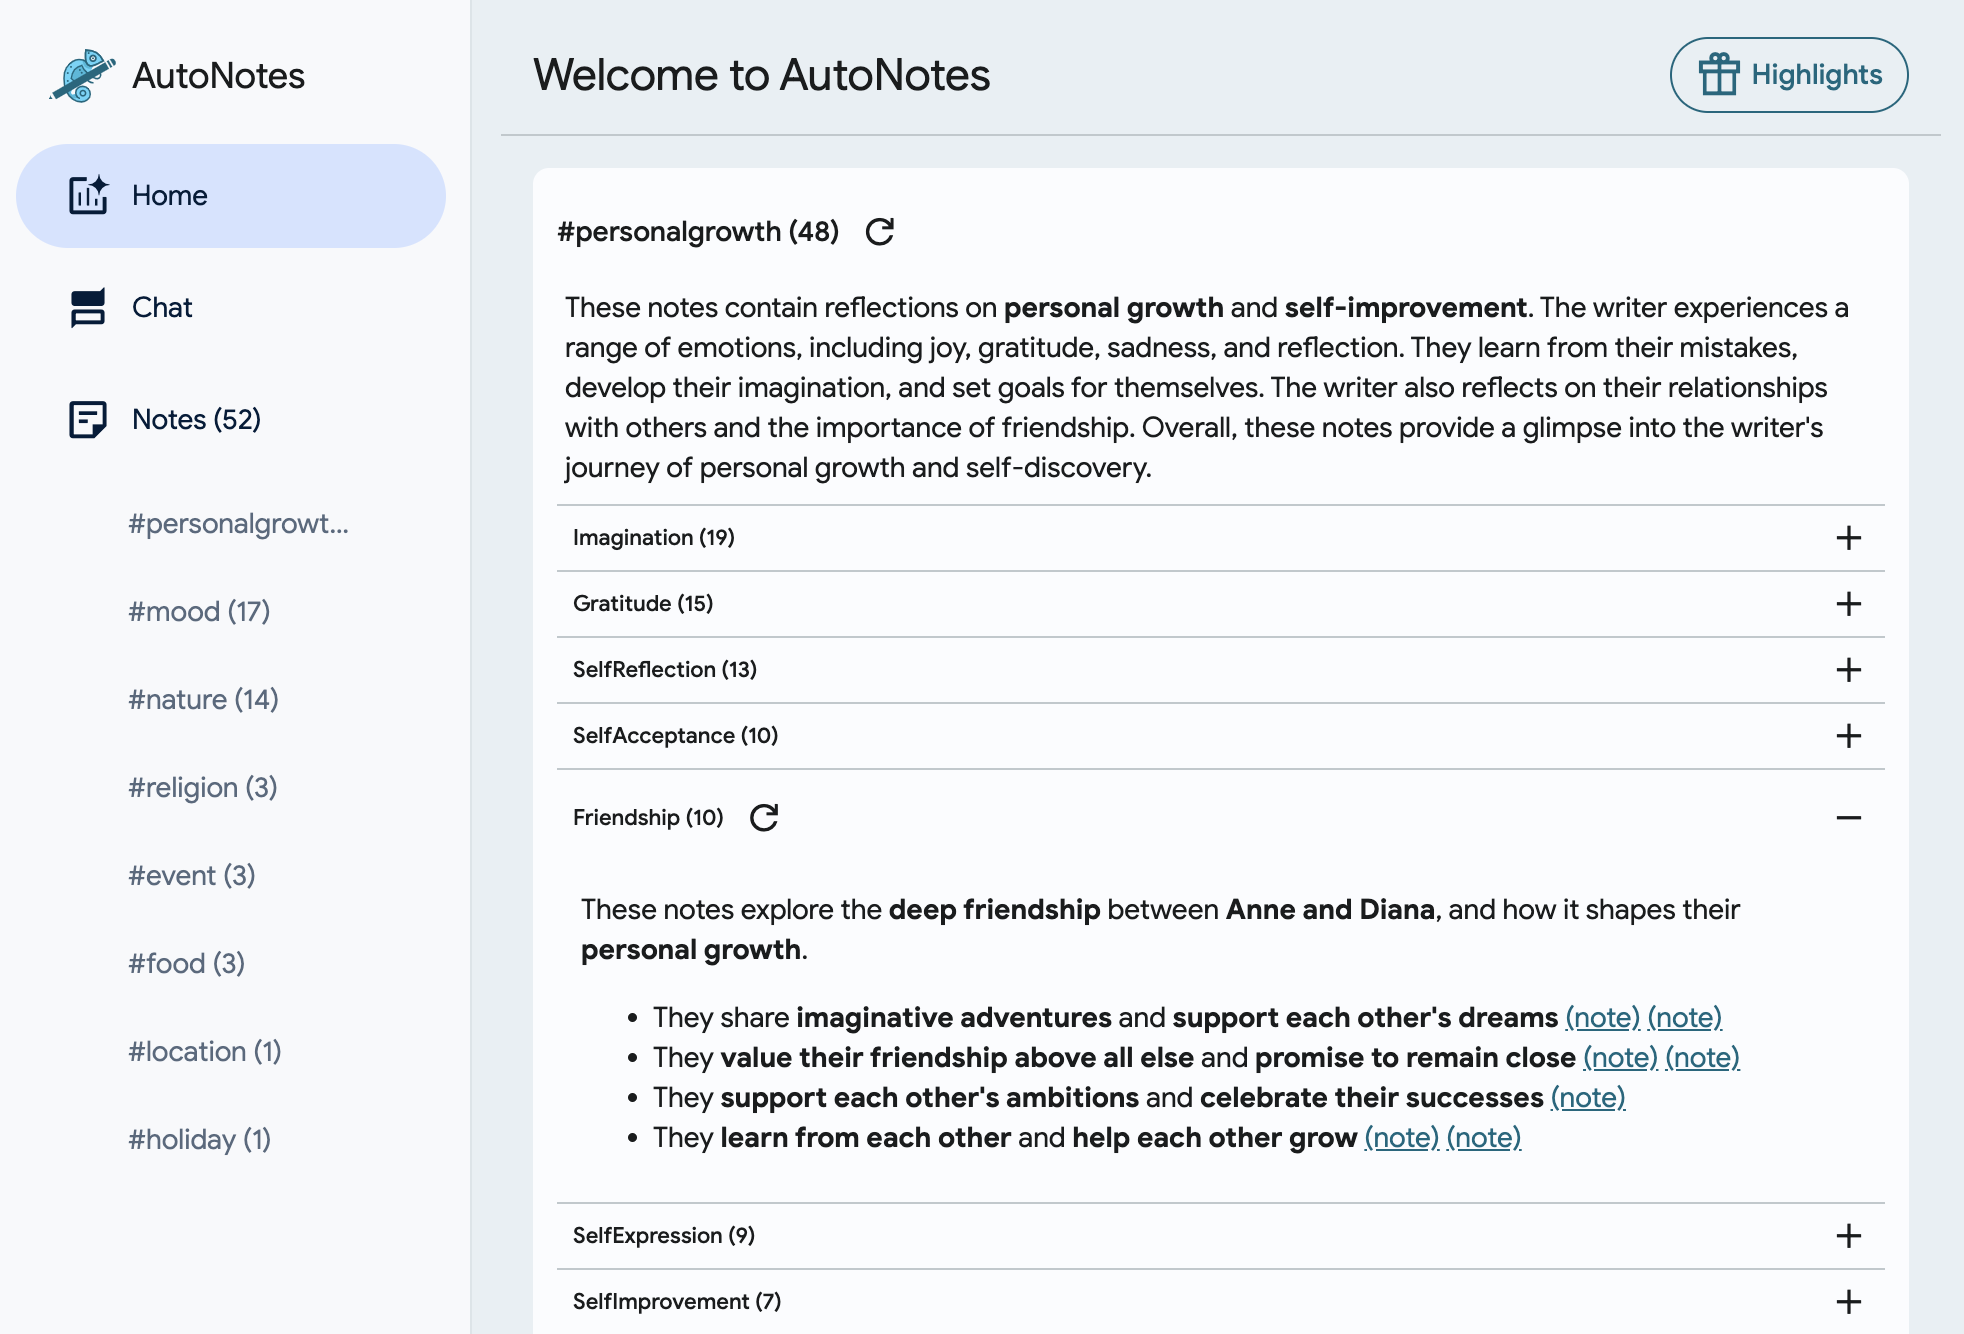 AutoNotes
Home
Chat
Notes (52)
#personalgrowt...
#mood (17)
#nature (14)
#religion (3)
#event (3)
#food (3)
#location (1)
#holiday (1)
Welcome to AutoNotes
Highlights
#personalgrowth (48)
These notes contain reflections on personal growth and self-improvement. The writer experiences a
range of emotions, including joy, gratitude, sadness, and reflection. They learn from their mistakes,
develop their imagination, and set goals for themselves. The writer also reflects on their relationships
with others and the importance of friendship. Overall, these notes provide a glimpse into the writer's
journey of personal growth and self-discovery.
Imagination (19)
Gratitude (15)
SelfReflection (13)
SelfAcceptance (10)
Friendship (10)
These notes explore the deep friendship between Anne and Diana, and how it shapes their
personal growth.
• They share imaginative adventures and support each other's dreams (note) (note)
• They value their friendship above all else and promise to remain close (note) (note)
• They support each other's ambitions and celebrate their successes (note)
• They learn from each other and help each other grow (note) (note)
SelfExpression (9)
SelfImprovement (7)